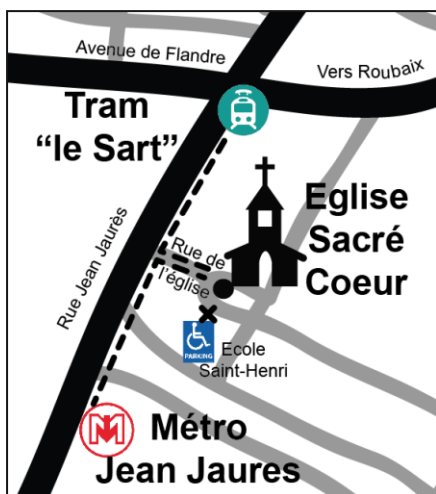 Avenue de Flandre
Vers Roubaix
Tram
“le Sart”
Eglise
Sacré
Coeur
Rue Jean Jaurès
Rue de
l'église
PARKING
Ecole
Saint-Henri
M
Métro
Jean Jaures